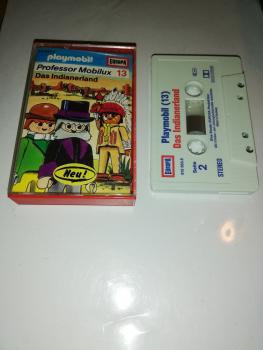 playmobil
EUROPA
Professor Mobilux 13
Das Indianerland
Neu!
EUROPA
Playmobil (13)
Das Indianerland
Seite
2
STEREO